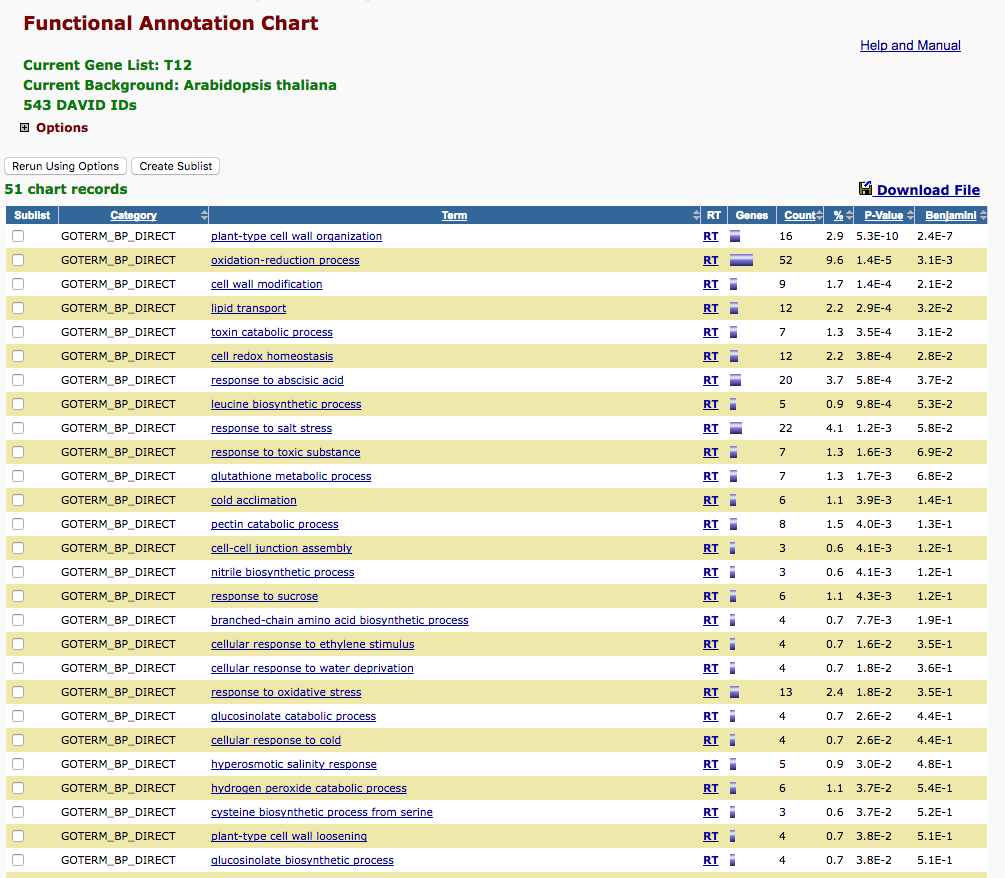 Functional Annotation Chart
Help and Manual
Current Gene List: T12
Current Background: Arabidopsis thaliana
543 DAVID IDs
Options
Rerun Using Options Create Sublist
51 chart records
Download File
Sublist Category Term RT Genes Count % P-Value Benjamini
GOTERM_BP_DIRECT plant-type cell wall organization RT 16 2.9 5.3E-10 2.4E-7
GOTERM_BP_DIRECT oxidation-reduction process RT 52 9.6 1.4E-5 3.1E-3
GOTERM_BP_DIRECT cell wall modification RT 9 1.7 1.4E-4 2.1E-2
GOTERM_BP_DIRECT lipid transport RT 12 2.2 2.9E-4 3.2E-2
GOTERM_BP_DIRECT toxin catabolic process RT 7 1.3 3.5E-4 3.1E-2
GOTERM_BP_DIRECT cell redox homeostasis RT 12 2.2 3.8E-4 2.8E-2
GOTERM_BP_DIRECT response to abscisic acid RT 20 3.7 5.8E-4 3.7E-2
GOTERM_BP_DIRECT leucine biosynthetic process RT 5 0.9 9.8E-4 5.3E-2
GOTERM_BP_DIRECT response to salt stress RT 22 4.1 1.2E-3 5.8E-2
GOTERM_BP_DIRECT response to toxic substance RT 7 1.3 1.6E-3 6.9E-2
GOTERM_BP_DIRECT glutathione metabolic process RT 7 1.3 1.7E-3 6.8E-2
GOTERM_BP_DIRECT cold acclimation RT 6 1.1 3.9E-3 1.4E-1
GOTERM_BP_DIRECT pectin catabolic process RT 8 1.5 4.0E-3 1.3E-1
GOTERM_BP_DIRECT cell-cell junction assembly RT 3 0.6 4.1E-3 1.2E-1
GOTERM_BP_DIRECT nitrile biosynthetic process RT 3 0.6 4.1E-3 1.2E-1
GOTERM_BP_DIRECT response to sucrose RT 6 1.1 4.3E-3 1.2E-1
GOTERM_BP_DIRECT branched-chain amino acid biosynthetic process RT 4 0.7 7.7E-3 1.9E-1
GOTERM_BP_DIRECT cellular response to ethylene stimulus RT 4 0.7 1.6E-2 3.5E-1
GOTERM_BP_DIRECT cellular response to water deprivation RT 4 0.7 1.8E-2 3.6E-1
GOTERM_BP_DIRECT response to oxidative stress RT 13 2.4 1.8E-2 3.5E-1
GOTERM_BP_DIRECT glucosinolate catabolic process RT 4 0.7 2.6E-2 4.4E-1
GOTERM_BP_DIRECT cellular response to cold RT 4 0.7 2.6E-2 4.4E-1
GOTERM_BP_DIRECT hyperosmotic salinity response RT 5 0.9 3.0E-2 4.8E-1
GOTERM_BP_DIRECT hydrogen peroxide catabolic process RT 6 1.1 3.7E-2 5.4E-1
GOTERM_BP_DIRECT cysteine biosynthetic process from serine RT 3 0.6 3.7E-2 5.2E-1
GOTERM_BP_DIRECT plant-type cell wall loosening RT 4 0.7 3.8E-2 5.1E-1
GOTERM_BP_DIRECT glucosinolate biosynthetic process RT 4 0.7 3.8E-2 5.1E-1